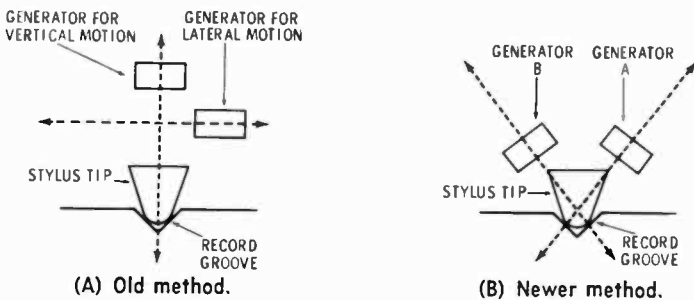 GENERATOR FOR
VERTICAL MOTION
GENERATOR FOR
LATERAL MOTION
STYLUS TIP
RECORD
GROOVE
(A) Old method.
GENERATOR
B
GENERATOR
A
STYLUS TIP
RECORD
GROOVE
(B) Newer method.